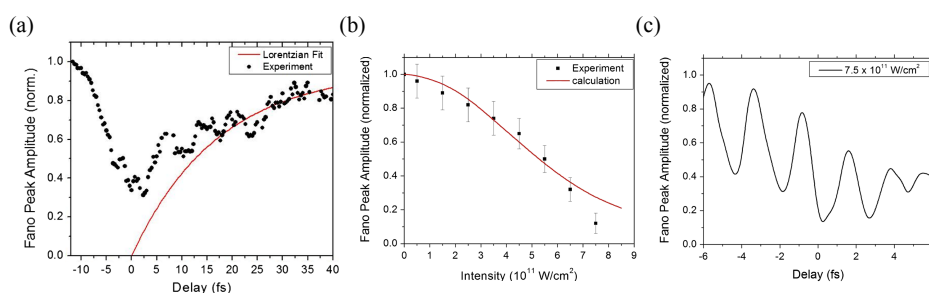 (a)
Fano Peak Amplitude (norm.)
1.0
0.8
0.6
0.4
0.2
0.0
Lorentzian Fit
Experiment
-10 -5 0 5 10 15 20 25 30 35 40
Delay (fs)
(b)
Fano Peak Amplitude (normalized)
1.0
0.8
0.6
0.4
0.2
0.0
Experiment
calculation
0 1 2 3 4 5 6 7 8 9
Intensity (10¹¹ W/cm²)
(c)
Fano Peak Amplitude (normalized)
1.0
0.8
0.6
0.4
0.2
0.0
7.5 x 10¹¹ W/cm²
-6 -4 -2 0 2 4
Delay (fs)